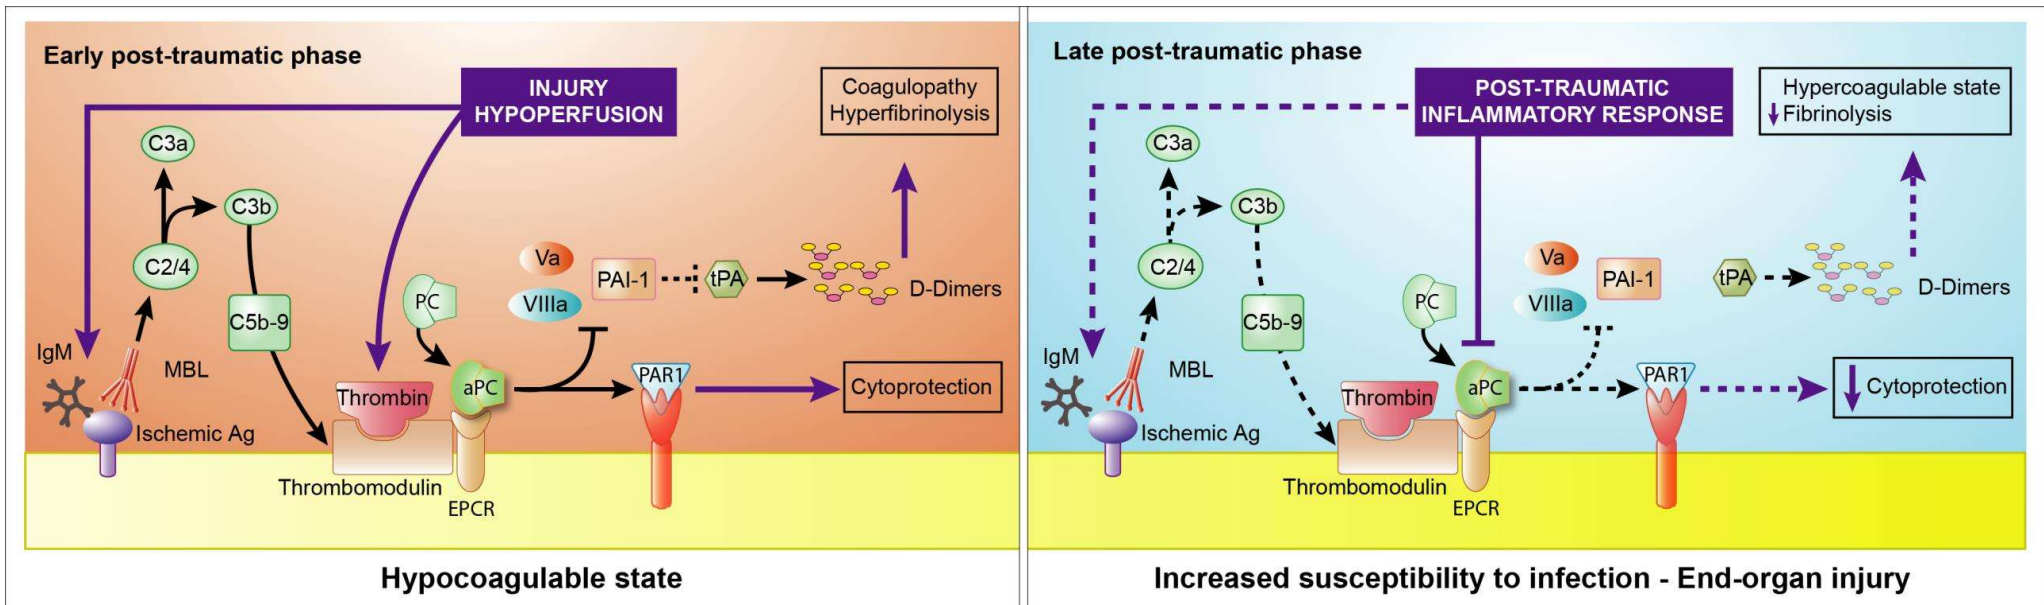 Early post-traumatic phase
INJURY
HYPOPERFUSION
Coagulopathy
Hyperfibrinolysis
C3a
C3b
C2/4
C5b-9
IgM
MBL
Ischemic Ag
Va
VIIIa
PAI-1
tPA
D-Dimers
PC
aPC
PAR1
Cytoprotection
Thrombin
Thrombomodulin
EPCR
Hypocoagulable state
Late post-traumatic phase
POST-TRAUMATIC
INFLAMMATORY RESPONSE
Hypercoagulable state
Fibrinolysis
C3a
C3b
C2/4
C5b-9
IgM
MBL
Ischemic Ag
Va
VIIIa
PAI-1
tPA
D-Dimers
PC
aPC
PAR1
Cytoprotection
Thrombin
Thrombomodulin
EPCR
Increased susceptibility to infection - End-organ injury